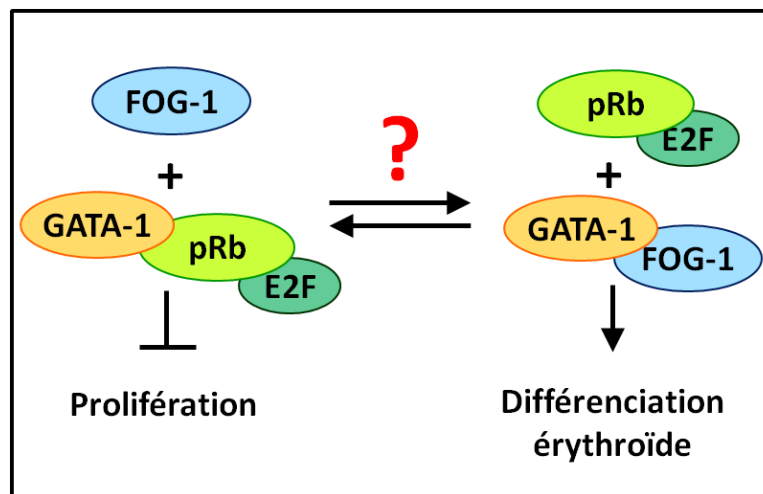 FOG-1
+
GATA-1
pRb
E2F
Prolifération
?
pRb
E2F
+
GATA-1
FOG-1
Différenciation
érythroïde